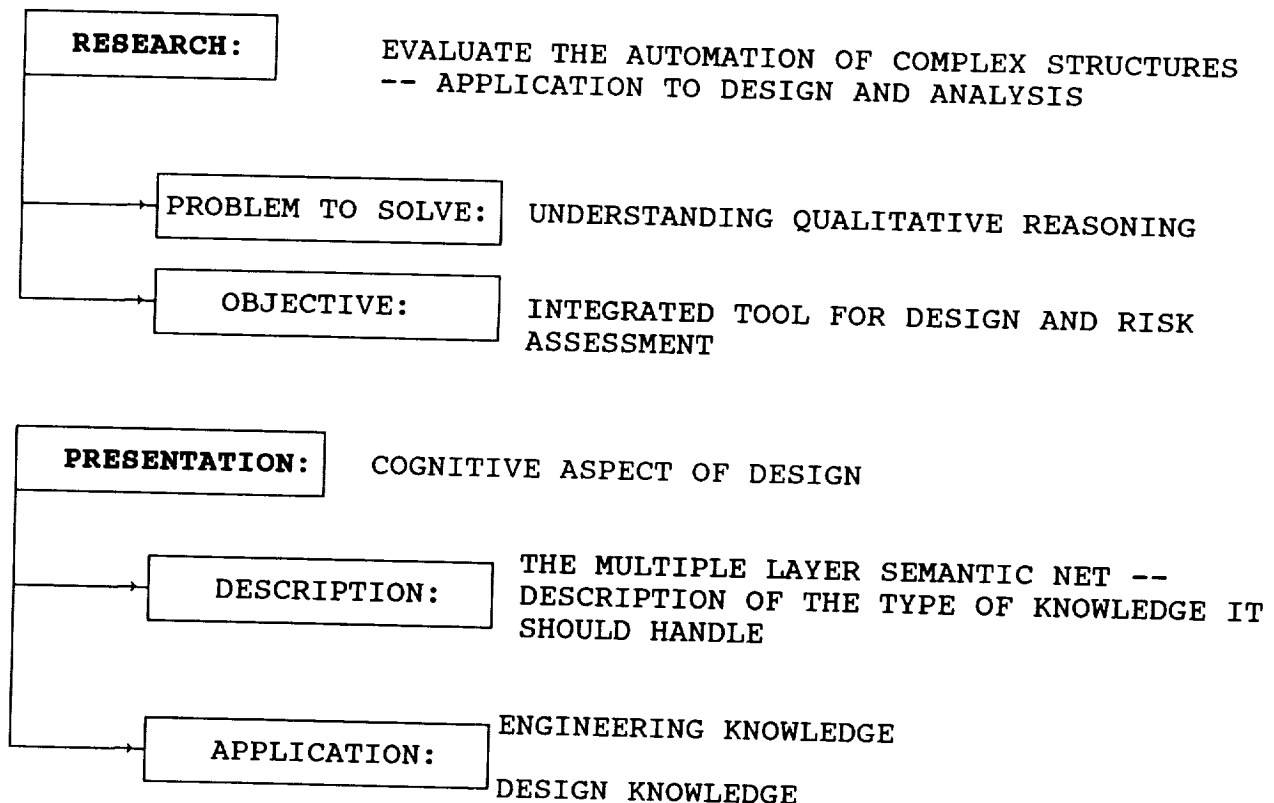 RESEARCH: EVALUATE THE AUTOMATION OF COMPLEX STRUCTURES
-- APPLICATION TO DESIGN AND ANALYSIS
PROBLEM TO SOLVE: UNDERSTANDING QUALITATIVE REASONING
OBJECTIVE: INTEGRATED TOOL FOR DESIGN AND RISK
ASSESSMENT
PRESENTATION: COGNITIVE ASPECT OF DESIGN
DESCRIPTION: THE MULTIPLE LAYER SEMANTIC NET --
DESCRIPTION OF THE TYPE OF KNOWLEDGE IT
SHOULD HANDLE
APPLICATION: ENGINEERING KNOWLEDGE
DESIGN KNOWLEDGE